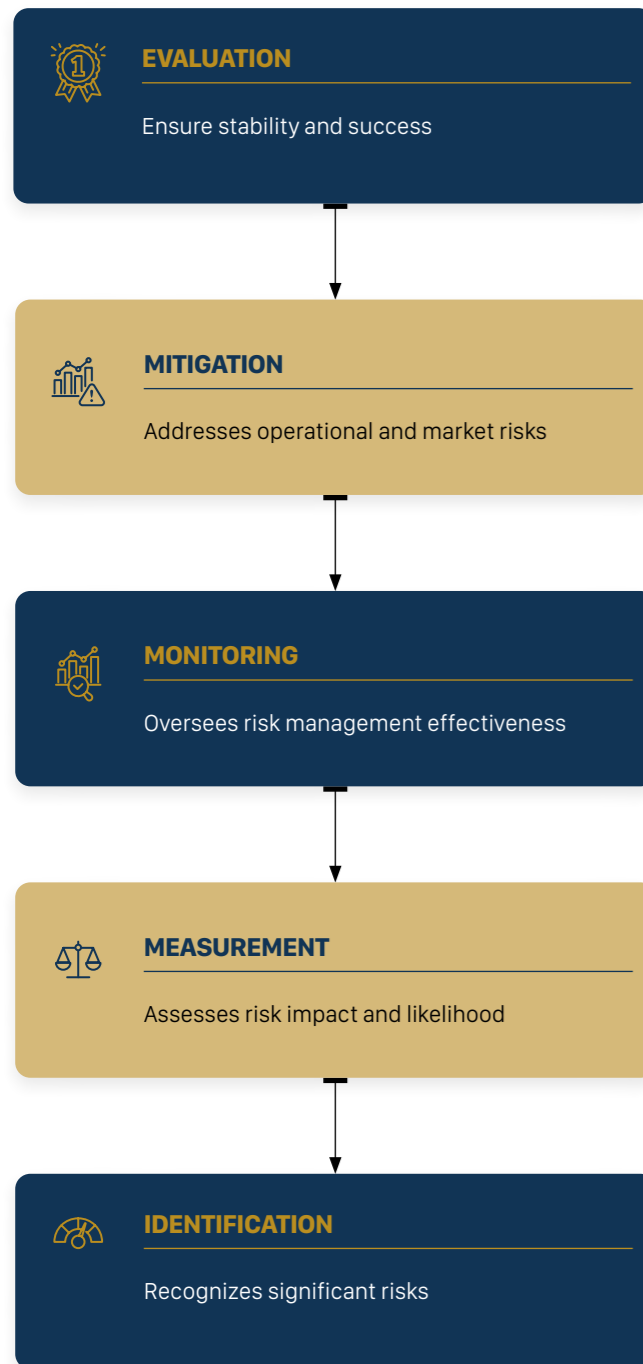 1
EVALUATION
Ensure stability and success
MITIGATION
Addresses operational and market risks
MONITORING
Oversees risk management effectiveness
MEASUREMENT
Assesses risk impact and likelihood
IDENTIFICATION
Recognizes significant risks